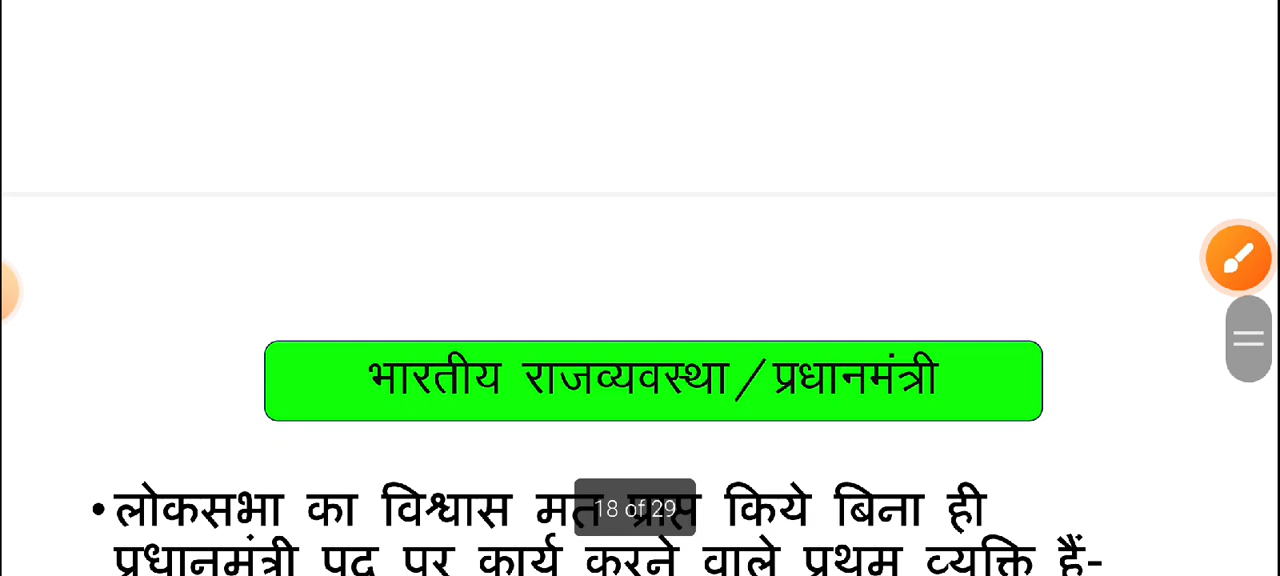 भारतीय राजव्यवस्था/प्रधानमंत्री
• लोकसभा का विश्वास मत प्राप्त किये बिना ही
प्रधानमंत्री पद पर कार्य करने वाले प्रथम व्यक्ति हैं-
18 of 29